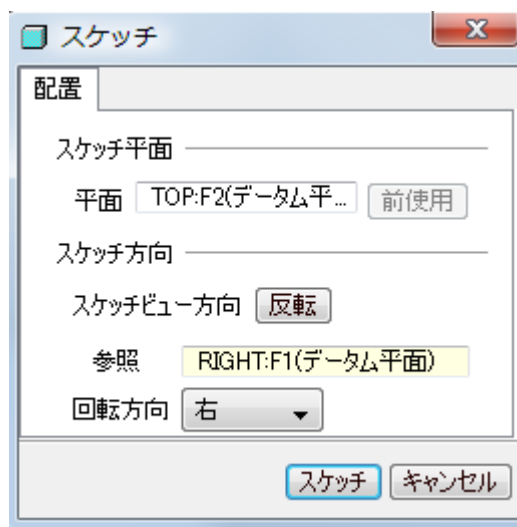 スケッチ
配置
スケッチ平面
平面 TOP:F2(データム平... 前使用
スケッチ方向
スケッチビュー方向 反転
参照 RIGHT:F1(データム平面)
回転方向 右
スケッチ キャンセル